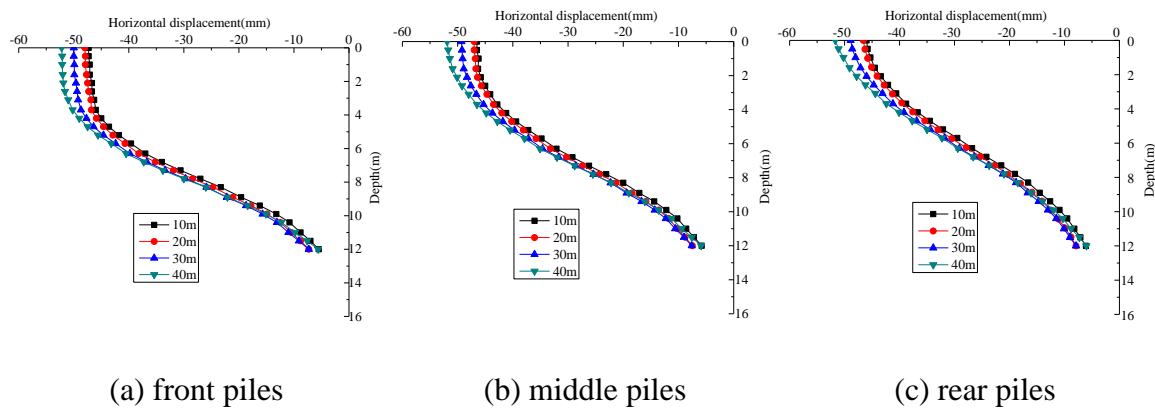 Horizontal displacement(mm)
-60 -50 -40 -30 -20 -10 0
0
2
4
6
8
10
12
14
16
Depth(m)
10m
20m
30m
40m
(a) front piles
Horizontal displacement(mm)
-60 -50 -40 -30 -20 -10 0
0
2
4
6
8
10
12
14
16
Depth(m)
10m
20m
30m
40m
(b) middle piles
Horizontal displacement(mm)
-60 -50 -40 -30 -20 -10 0
0
2
4
6
8
10
12
14
16
Depth(m)
10m
20m
30m
40m
(c) rear piles